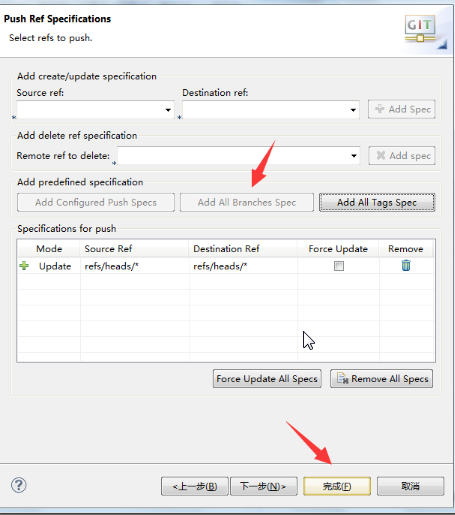 Push Ref Specifications
Select refs to push.
GIT
Add create/update specification
Source ref:
Destination ref:
*
*
Add Spec
Add delete ref specification
Remote ref to delete:
*
Add spec
Add predefined specification
Add Configured Push Specs
Add All Branches Spec
Add All Tags Spec
Specifications for push
Mode Source Ref Destination Ref Force Update Remove
Update refs/heads/* refs/heads/*
Force Update All Specs
Remove All Specs
?
<上一步(B)
下一步(N)>
完成(F)
取消